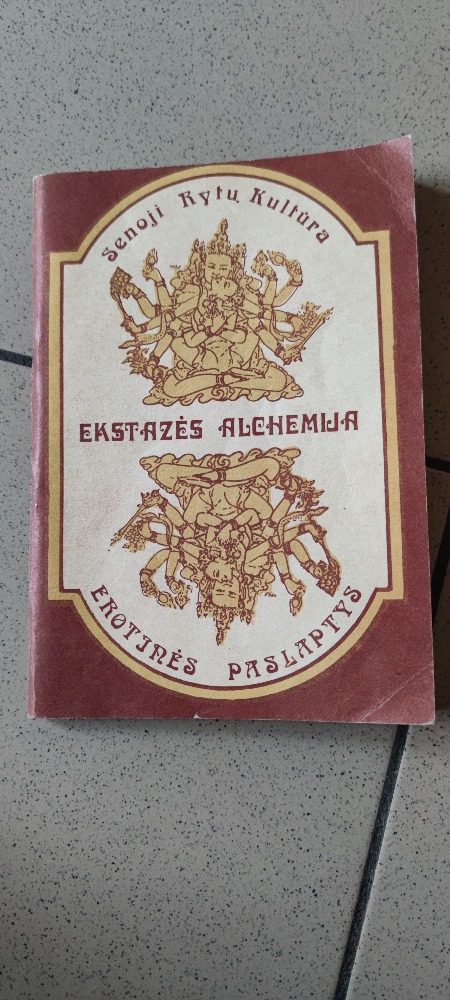 Senoji Rytų Kultūra
EKSTAZĖS ALCHEMIJA
EROTINĖS PASLAPTYS